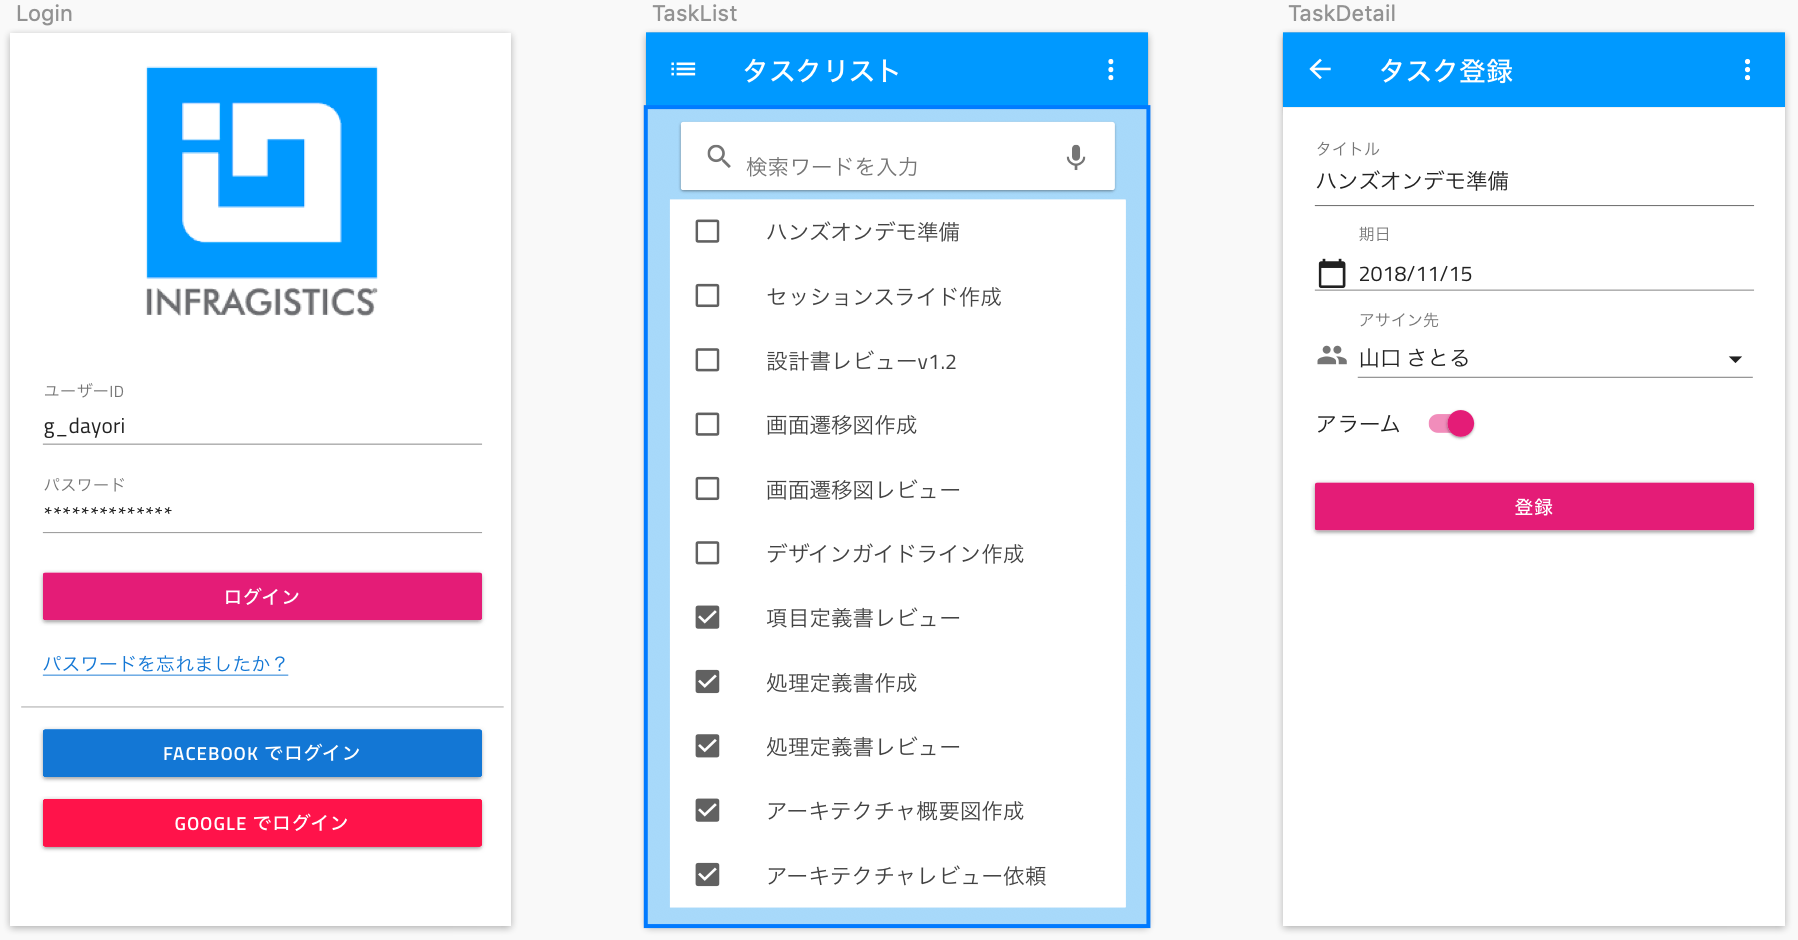 Login
INFRAGISTICS
ユーザーID
g_dayori
パスワード
**************
ログイン
パスワードを忘れましたか？
FACEBOOK でログイン
GOOGLE でログイン
TaskList
タスクリスト
検索ワードを入力
ハンズオンデモ準備
セッションスライド作成
設計書レビューv1.2
画面遷移図作成
画面遷移図レビュー
デザインガイドライン作成
項目定義書レビュー
処理定義書作成
処理定義書レビュー
アーキテクチャ概要図作成
アーキテクチャレビュー依頼
TaskDetail
タスク登録
タイトル
ハンズオンデモ準備
期日
2018/11/15
アサイン先
山口 さとる
アラーム
登録